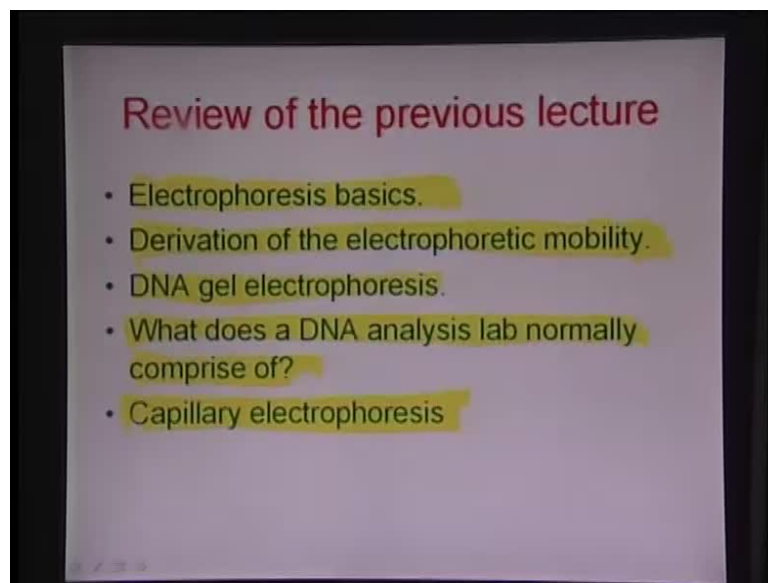 Review of the previous lecture
• Electrophoresis basics.
• Derivation of the electrophoretic mobility.
• DNA gel electrophoresis.
• What does a DNA analysis lab normally
comprise of?
• Capillary electrophoresis